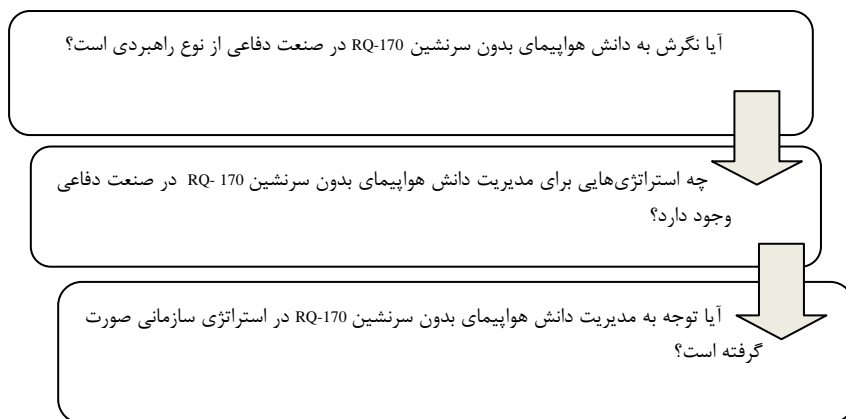 آیا نگرش به دانش هواپیمای بدون سرنشین RQ-170 در صنعت دفاعی از نوع راهبردی است؟
چه استراتژی‌هایی برای مدیریت دانش هواپیمای بدون سرنشین RQ- 170 در صنعت دفاعی
وجود دارد؟
آیا توجه به مدیریت دانش هواپیمای بدون سرنشین RQ-170 در استراتژی سازمانی صورت
گرفته است؟